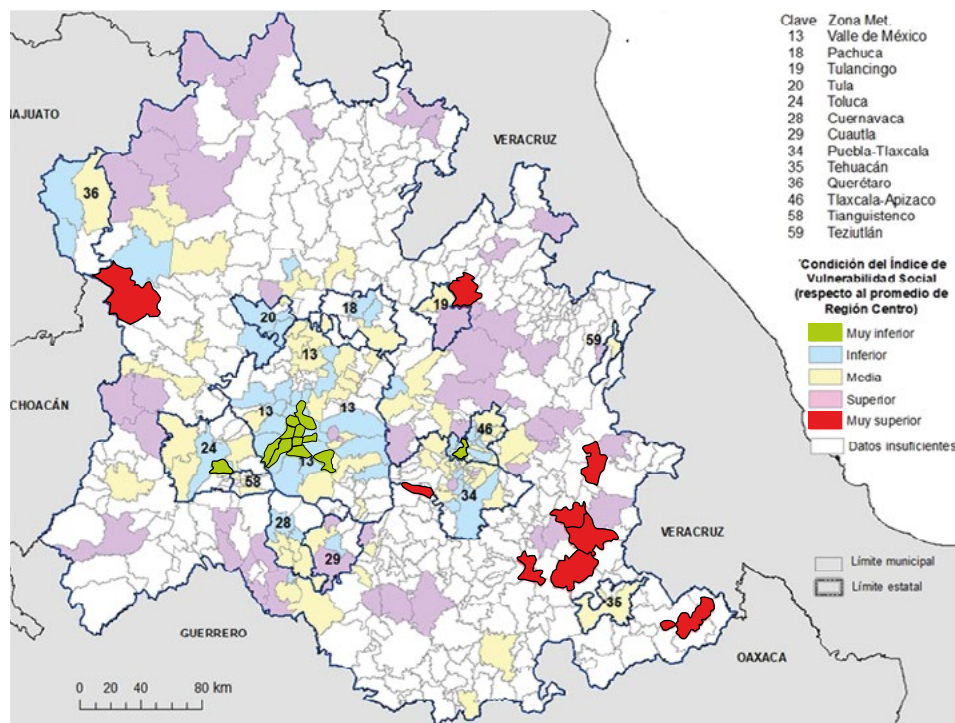 Clave Zona Met.
13 Valle de México
18 Pachuca
19 Tulancingo
20 Tula
24 Toluca
28 Cuernavaca
29 Cuautla
34 Puebla-Tlaxcala
35 Tehuacán
36 Querétaro
46 Tlaxcala-Apizaco
58 Tianguistenco
59 Teziutlán
Condición del Índice de
Vulnerabilidad Social
(respecto al promedio de
Región Centro)
Muy inferior
Inferior
Media
Superior
Muy superior
Datos insuficientes
Límite municipal
Límite estatal
NAJUATO
VERACRUZ
36
20
18
19
59
13
13
13
CHOACÁN
46
24
13
58
34
28
VERACRUZ
29
35
GUERRERO
OAXACA
0 20 40 80 km